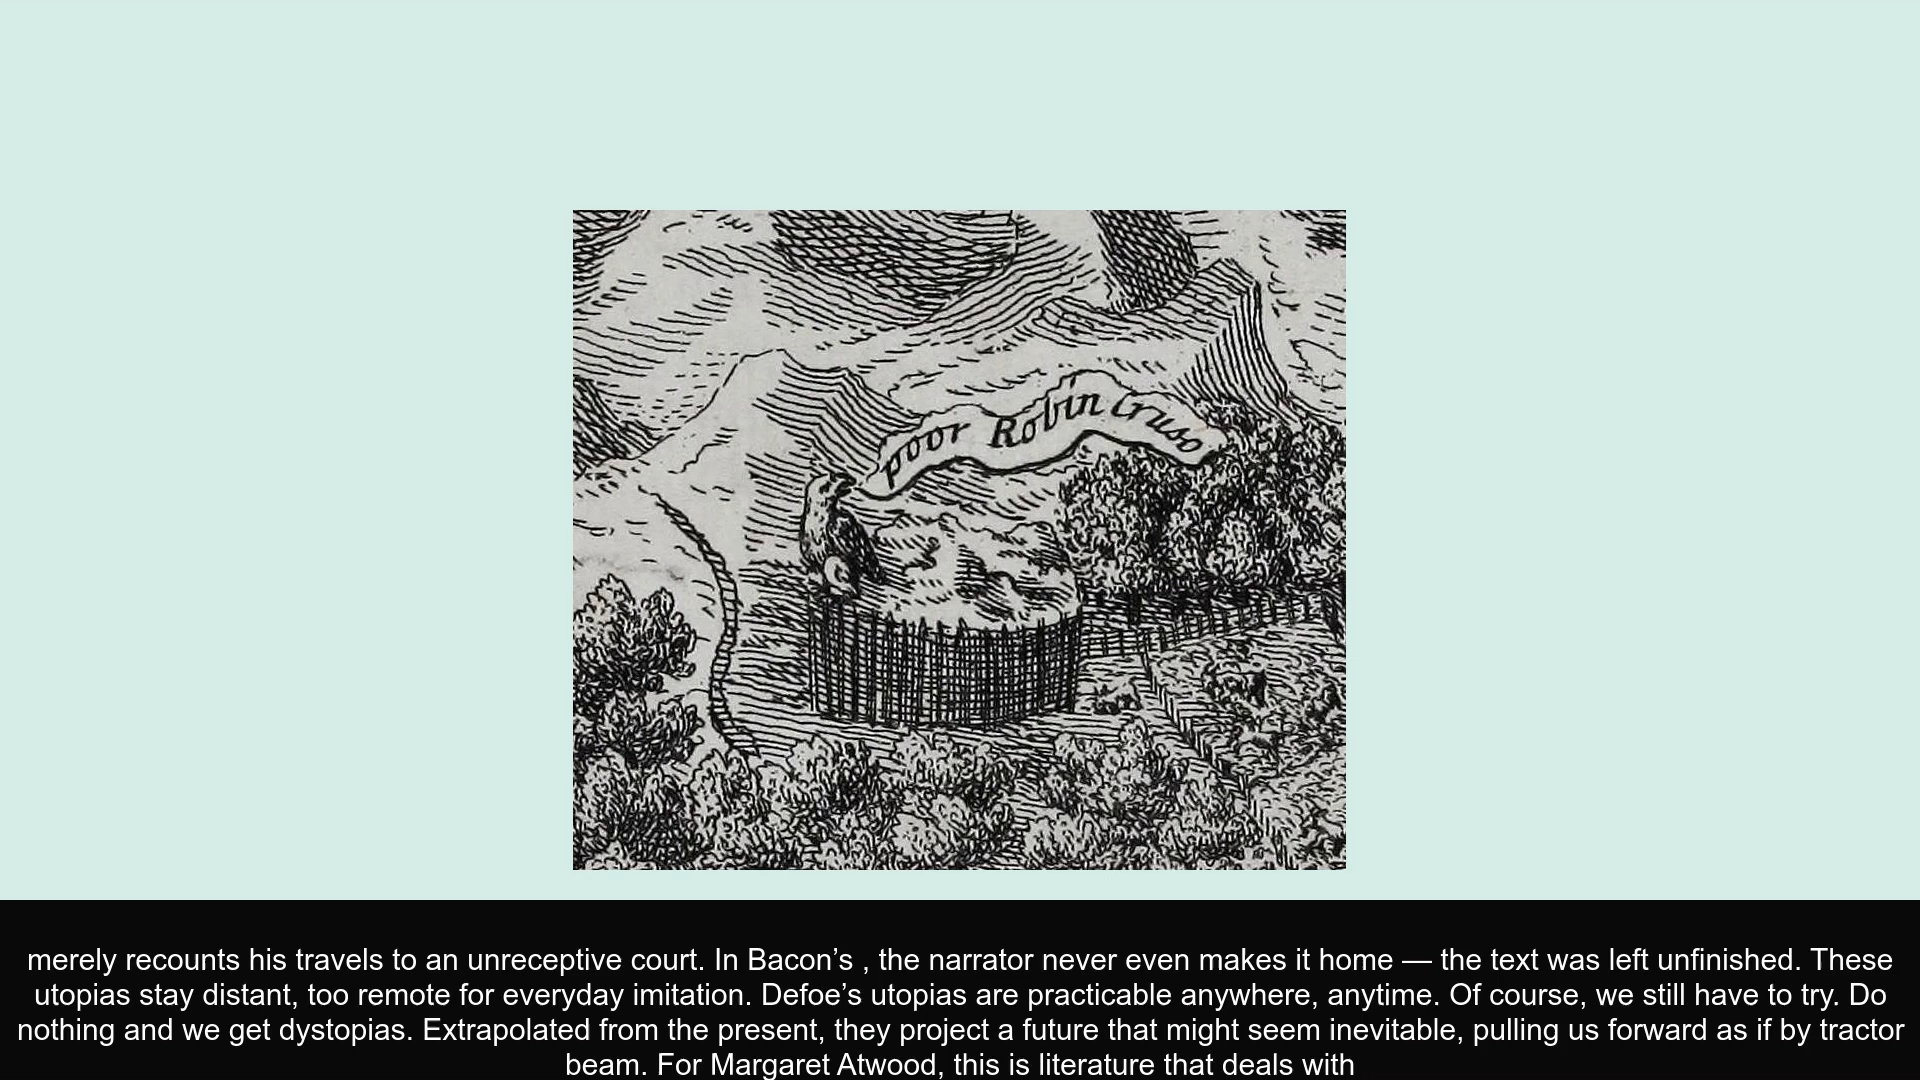 poor Robin Cruso
merely recounts his travels to an unreceptive court. In Bacon’s , the narrator never even makes it home — the text was left unfinished. These
utopias stay distant, too remote for everyday imitation. Defoe’s utopias are practicable anywhere, anytime. Of course, we still have to try. Do
nothing and we get dystopias. Extrapolated from the present, they project a future that might seem inevitable, pulling us forward as if by tractor
beam. For Margaret Atwood, this is literature that deals with